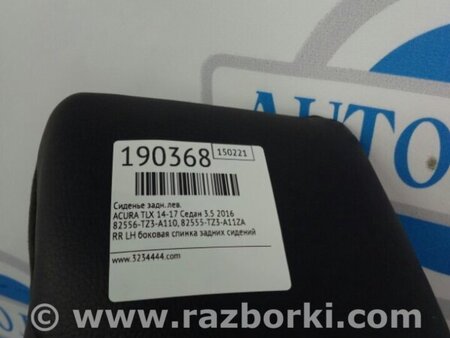 AUTO
190368 150221
Сиденье задн.лев.
ACURA TLX 14-17 Седан 3.5 2016
82556-TZ3-A110, 82555-TZ3-A11ZA
RR LH боковая спинка задних сидений
www.3234444.com
© www.razborki.com